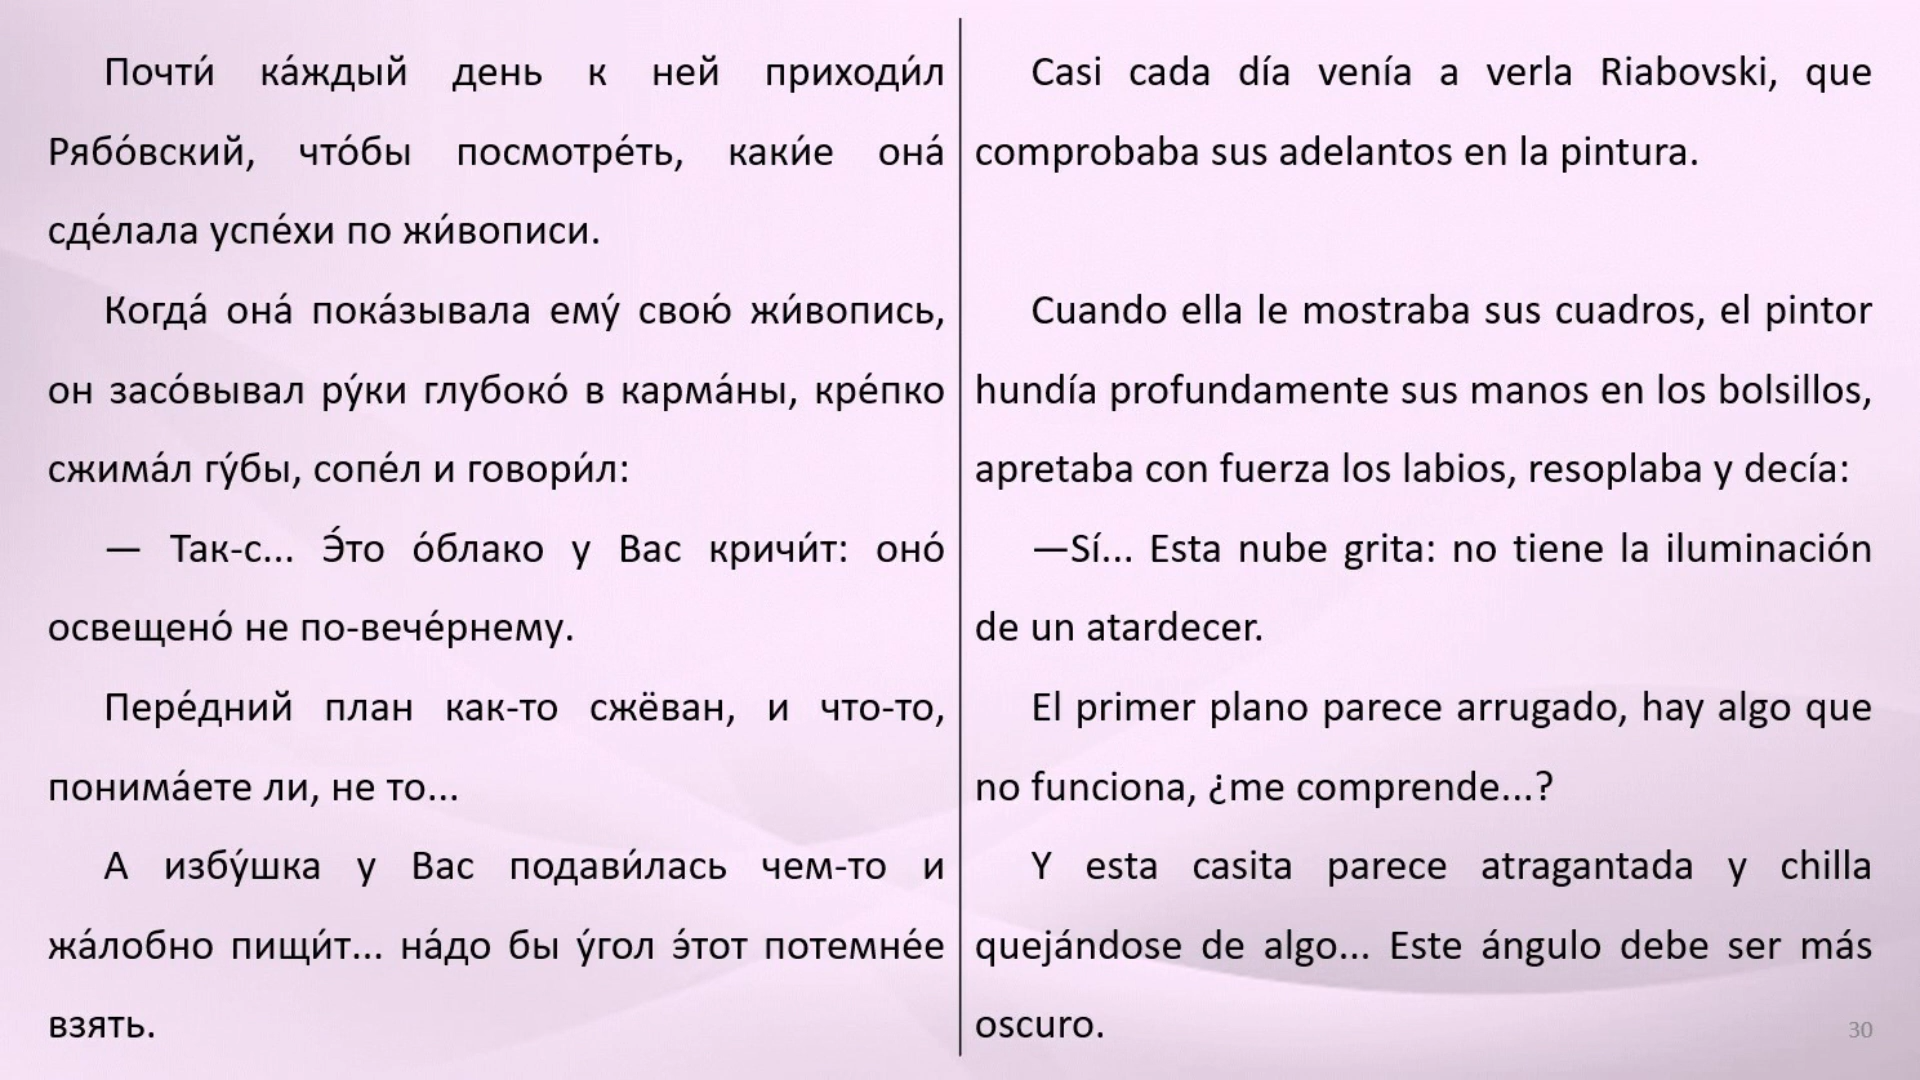 Почти́ ка́ждый день к ней приходи́л
Рябо́вский, что́бы посмотре́ть, каки́е она́
сде́лала успе́хи по жи́вописи.
Когда́ она́ пока́зывала ему́ свою́ жи́вопись,
он засо́вывал ру́ки глубоко́ в карма́ны, кре́пко
сжима́л гу́бы, сопе́л и говори́л:
— Так-с... Э́то о́блако у Вас кричи́т: оно́
освещено́ не по-вече́рнему.
Пере́дний план как-то сжёван, и что-то,
понима́ете ли, не то...
А избу́шка у Вас подави́лась чем-то и
жа́лобно пищи́т... на́до бы у́гол э́тот потемне́е
взять.
Casi cada día venía a verla Riabovski, que
comprobaba sus adelantos en la pintura.
Cuando ella le mostraba sus cuadros, el pintor
hundía profundamente sus manos en los bolsillos,
apretaba con fuerza los labios, resoplaba y decía:
—Sí... Esta nube grita: no tiene la iluminación
de un atardecer.
El primer plano parece arrugado, hay algo que
no funciona, ¿me comprende...?
Y esta casita parece atragantada y chilla
quejándose de algo... Este ángulo debe ser más
oscuro.
30